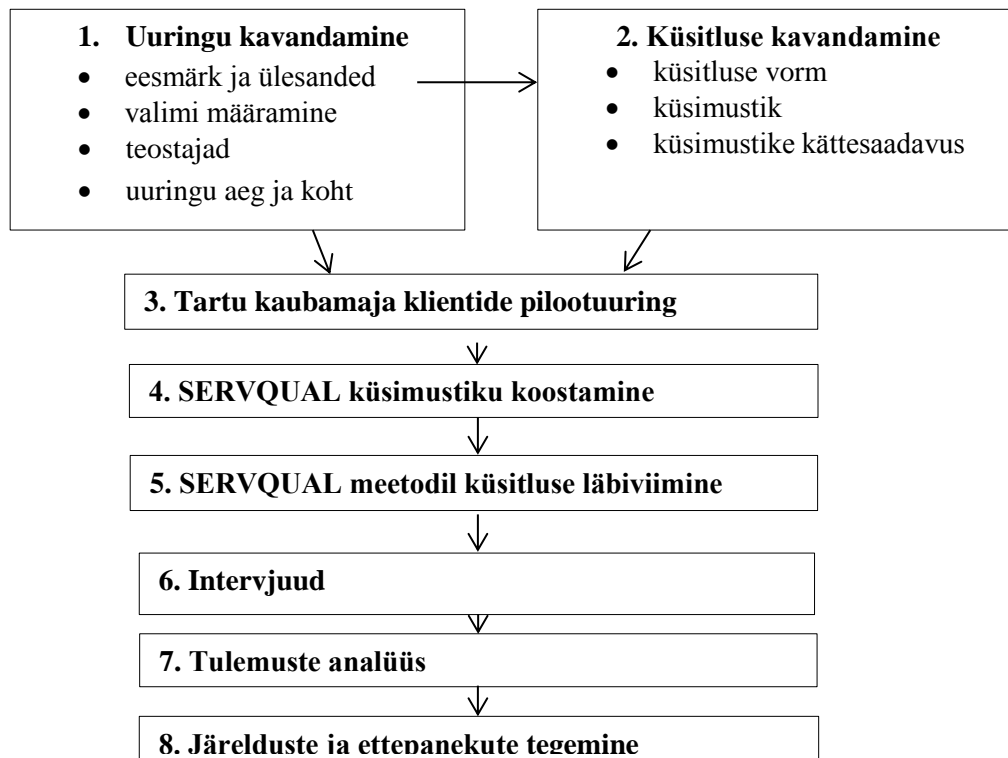 1. Uuringu kavandamine
• eesmärk ja ülesanded
• valimi määramine
• teostajad
• uuringu aeg ja koht
2. Küsitluse kavandamine
• küsitluse vorm
• küsimustik
• küsimustike kättesaadavus
3. Tartu kaubamaja klientide pilootuuring
4. SERVQUAL küsimustiku koostamine
5. SERVQUAL meetodil küsitluse läbiviimine
6. Intervjuud
7. Tulemuste analüüs
8. Järelduste ja ettepanekute tegemine